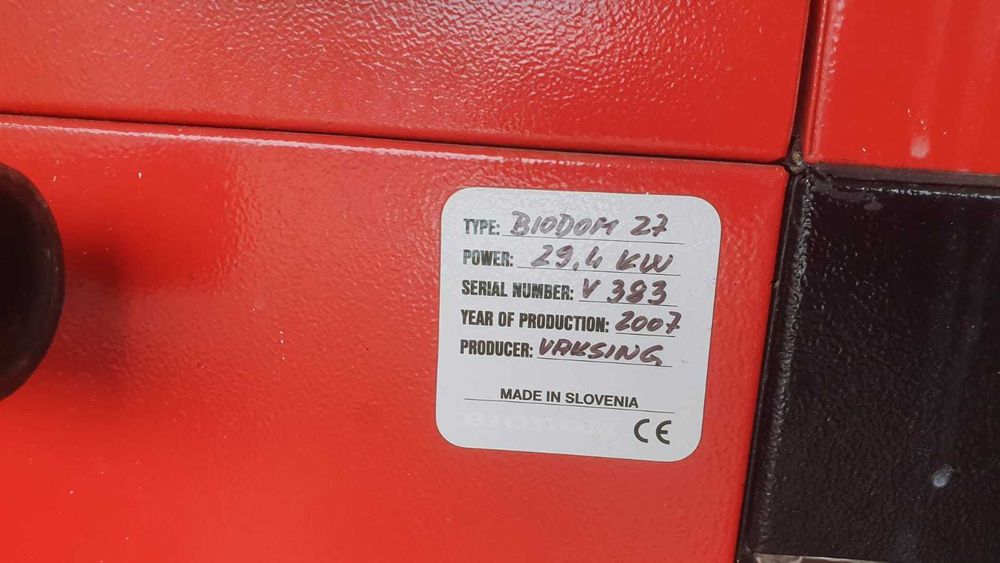 TYPE: BIODOM 27
POWER: 29,4 KW
SERIAL NUMBER: V 383
YEAR OF PRODUCTION: 2007
PRODUCER: VAKSING
MADE IN SLOVENIA
BIODOM
CE